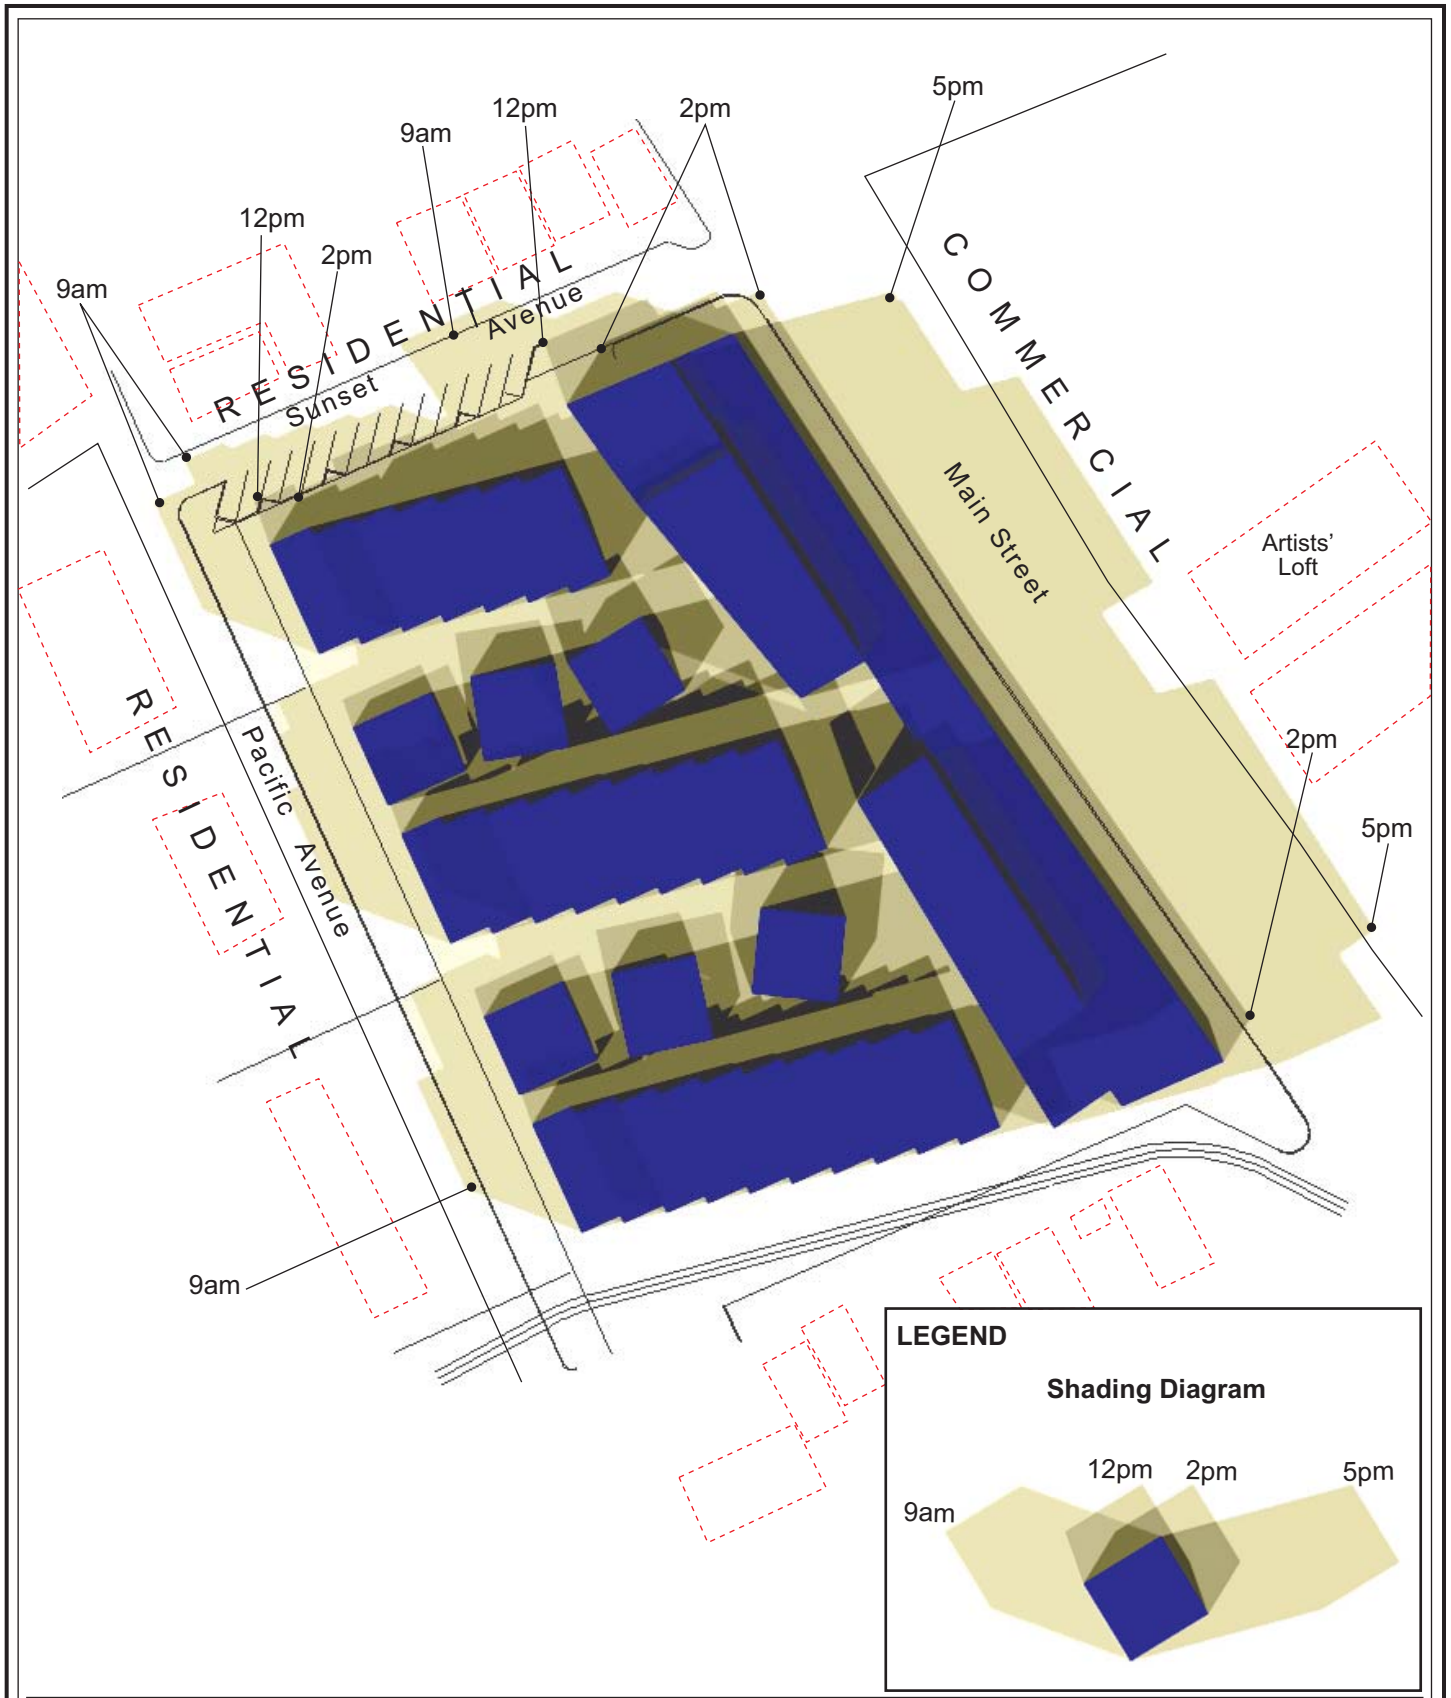 5pm
12pm
2pm
9am
12pm
2pm
9am
RESIDENTIAL
Sunset Avenue
COMMERCIAL
Main Street
Artists'
Loft
RESIDENTIAL
Pacific Avenue
2pm
5pm
9am
LEGEND
Shading Diagram
12pm
2pm
5pm
9am